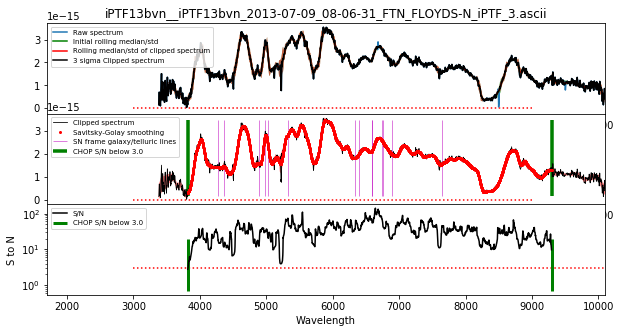 iPTF13bvn__iPTF13bvn_2013-07-09_08-06-31_FTN_FLOYDS-N_iPTF_3.ascii
1e−15
3
2
1
0
Raw spectrum
Initial rolling median/std
Rolling median/std of clipped spectrum
3 sigma Clipped spectrum
1e−15
3
2
1
0
Clipped spectrum
Savitsky-Golay smoothing
SN frame galaxy/telluric lines
CHOP S/N below 3.0
S to N
10²
10¹
10⁰
S/N
CHOP S/N below 3.0
2000 3000 4000 5000 6000 7000 8000 9000 10000
Wavelength